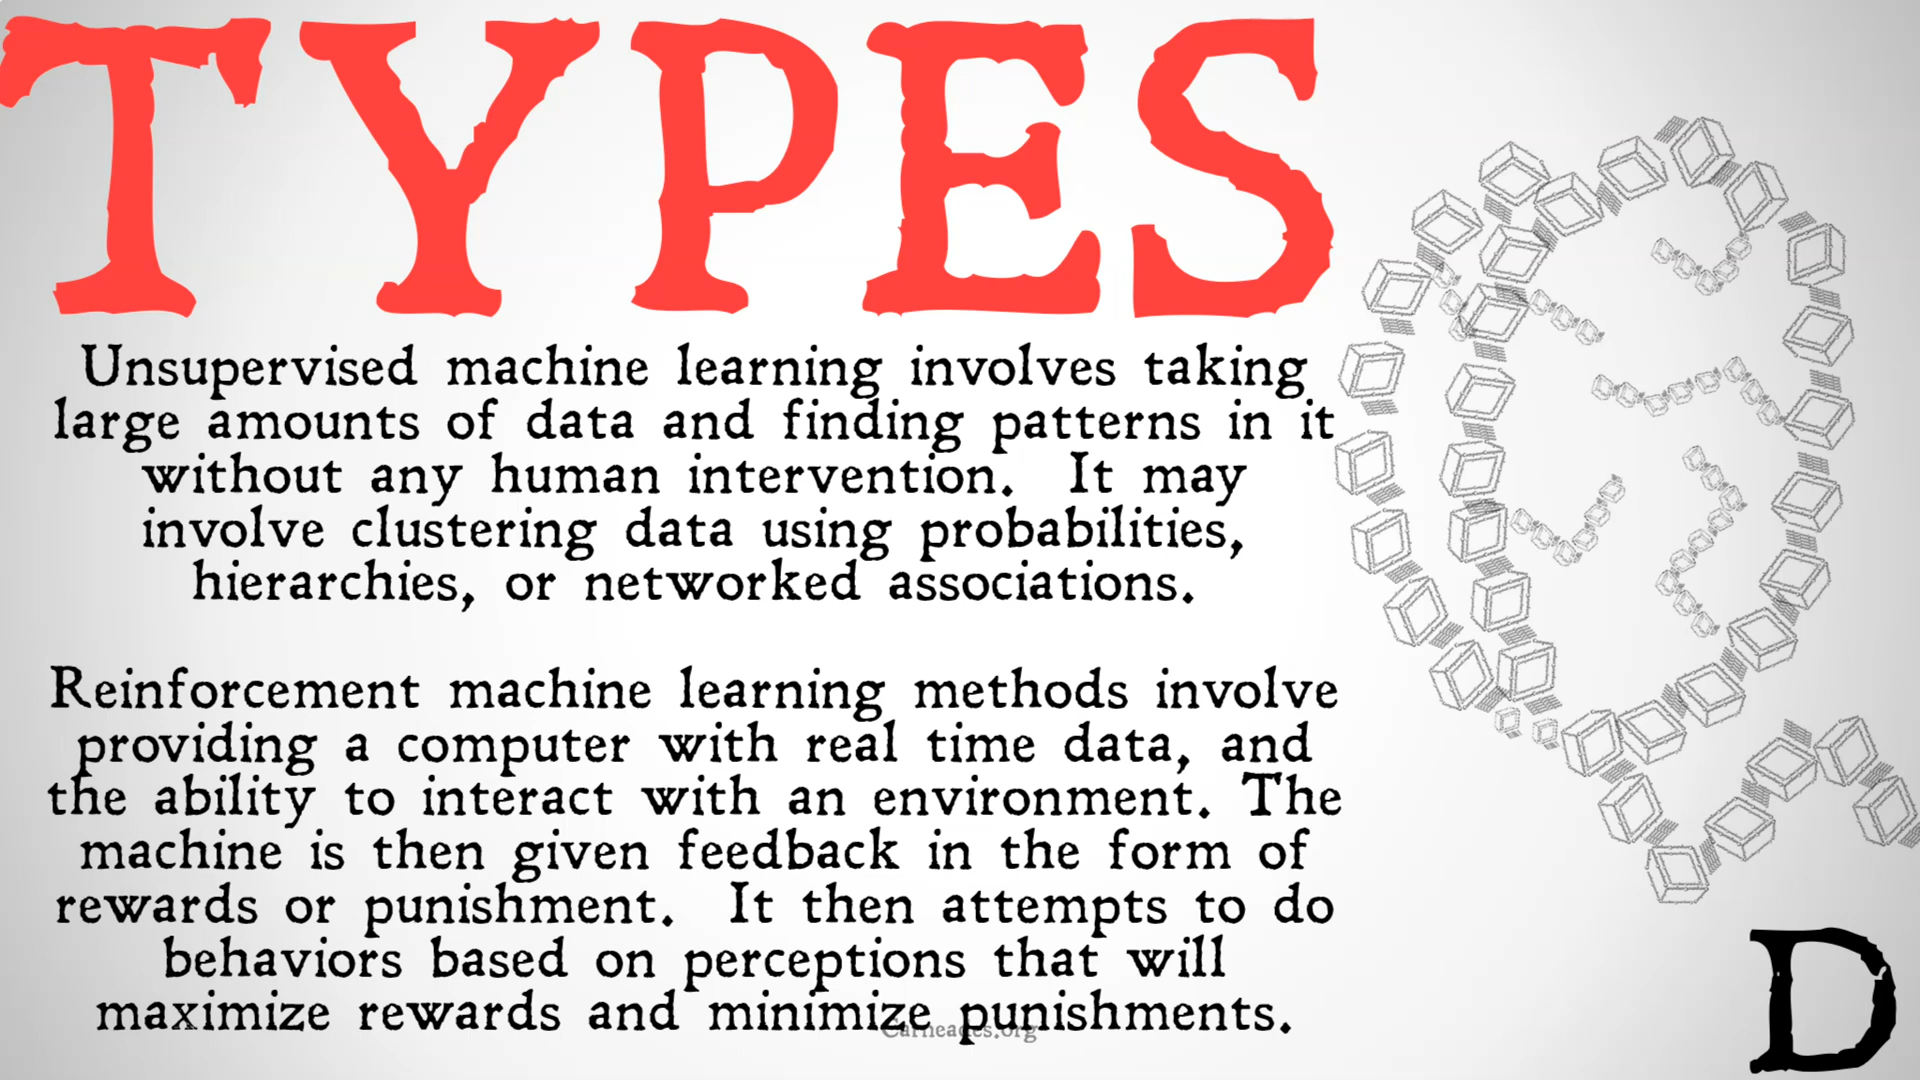 TYPES
Unsupervised machine learning involves taking
large amounts of data and finding patterns in it
without any human intervention.  It may
involve clustering data using probabilities,
hierarchies, or networked associations.
Reinforcement machine learning methods involve
providing a computer with real time data, and
the ability to interact with an environment. The
machine is then given feedback in the form of
rewards or punishment.  It then attempts to do
behaviors based on perceptions that will
maximize rewards and minimize punishments.
Carneades.org
D